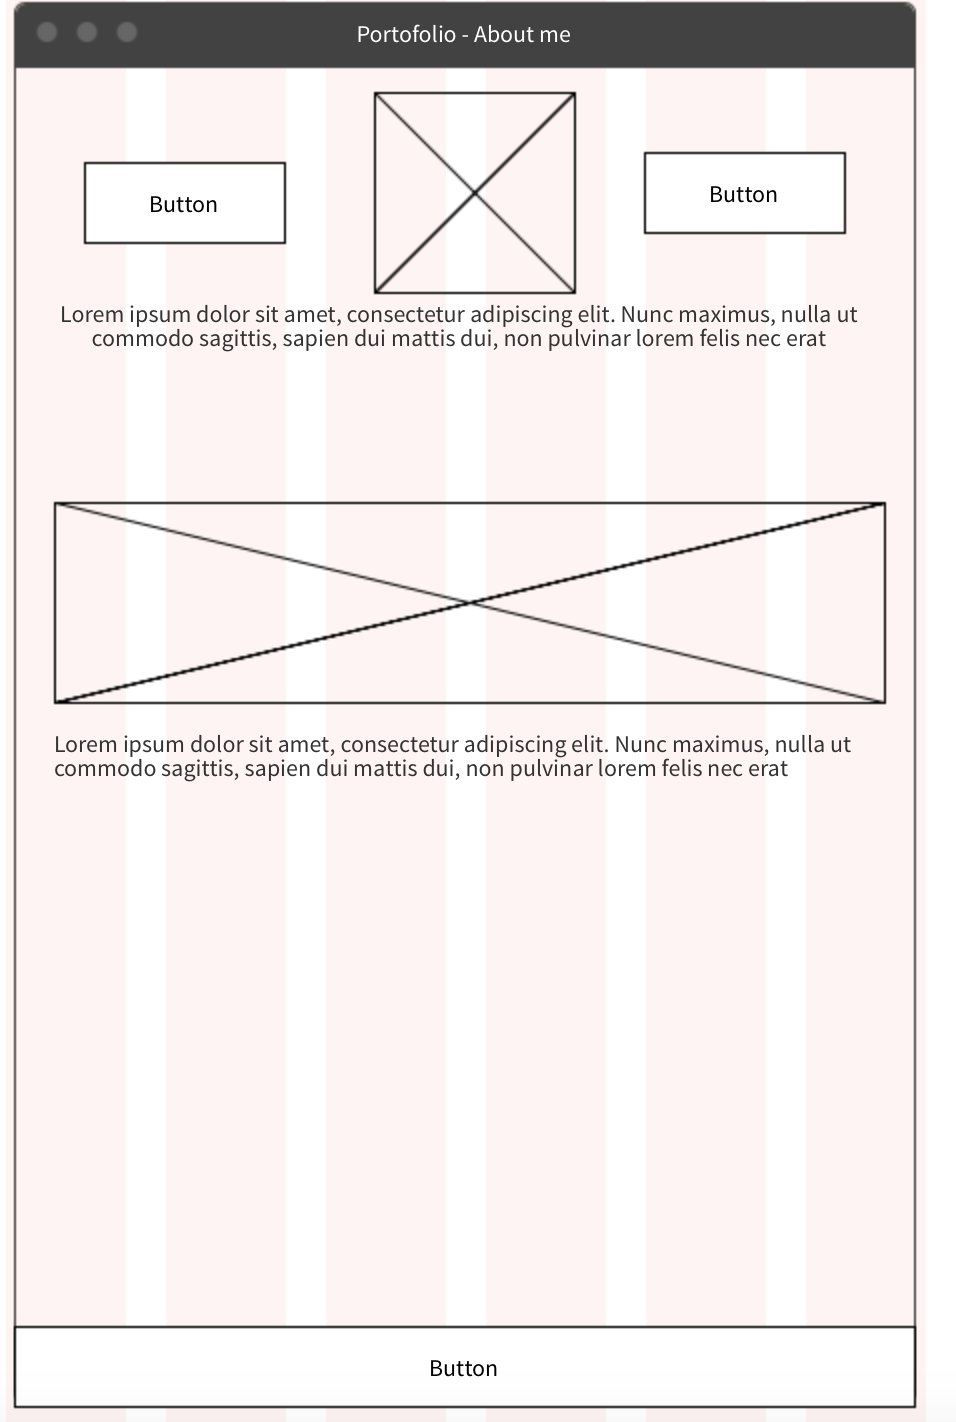 Portofolio - About me
Button
Button
Lorem ipsum dolor sit amet, consectetur adipiscing elit. Nunc maximus, nulla ut
commodo sagittis, sapien dui mattis dui, non pulvinar lorem felis nec erat
Lorem ipsum dolor sit amet, consectetur adipiscing elit. Nunc maximus, nulla ut
commodo sagittis, sapien dui mattis dui, non pulvinar lorem felis nec erat
Button